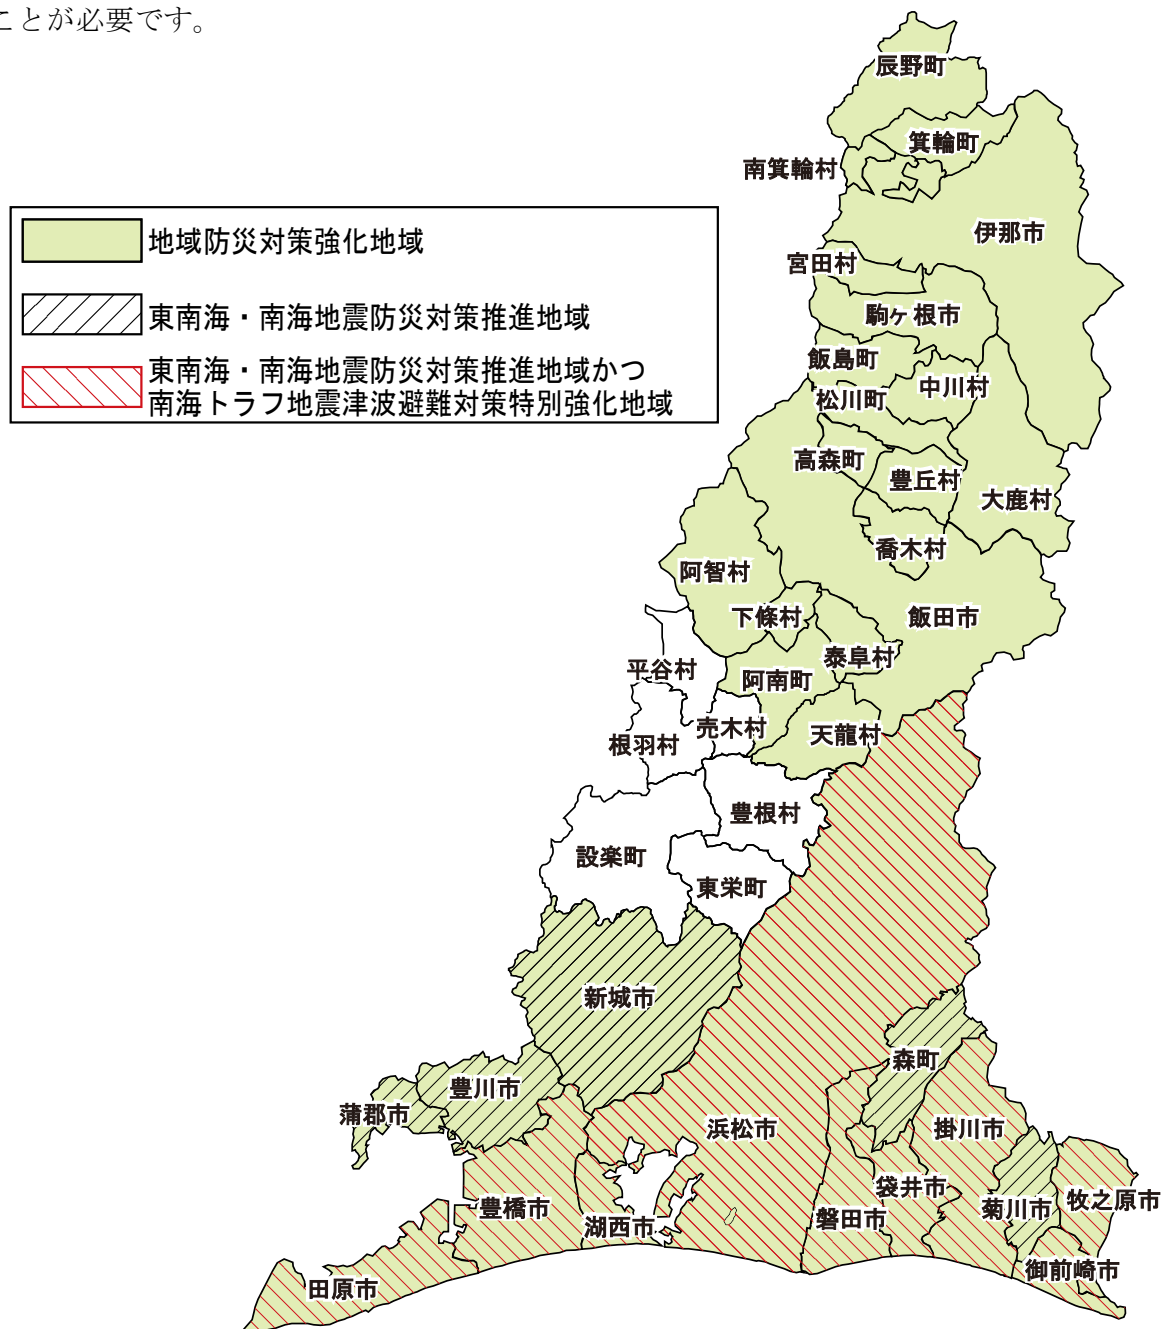 ことが必要です。
辰野町
箕輪町
南箕輪村
伊那市
地域防災対策強化地域
宮田村
東南海・南海地震防災対策推進地域
駒ヶ根市
飯島町
東南海・南海地震防災対策推進地域かつ
南海トラフ地震津波避難対策特別強化地域
中川村
松川町
高森町
豊丘村
大鹿村
喬木村
阿智村
下條村
飯田市
泰阜村
平谷村
阿南町
売木村
天龍村
根羽村
豊根村
設楽町
東栄町
新城市
森町
豊川市
蒲郡市
浜松市
掛川市
袋井市
牧之原市
豊橋市
菊川市
磐田市
湖西市
御前崎市
田原市